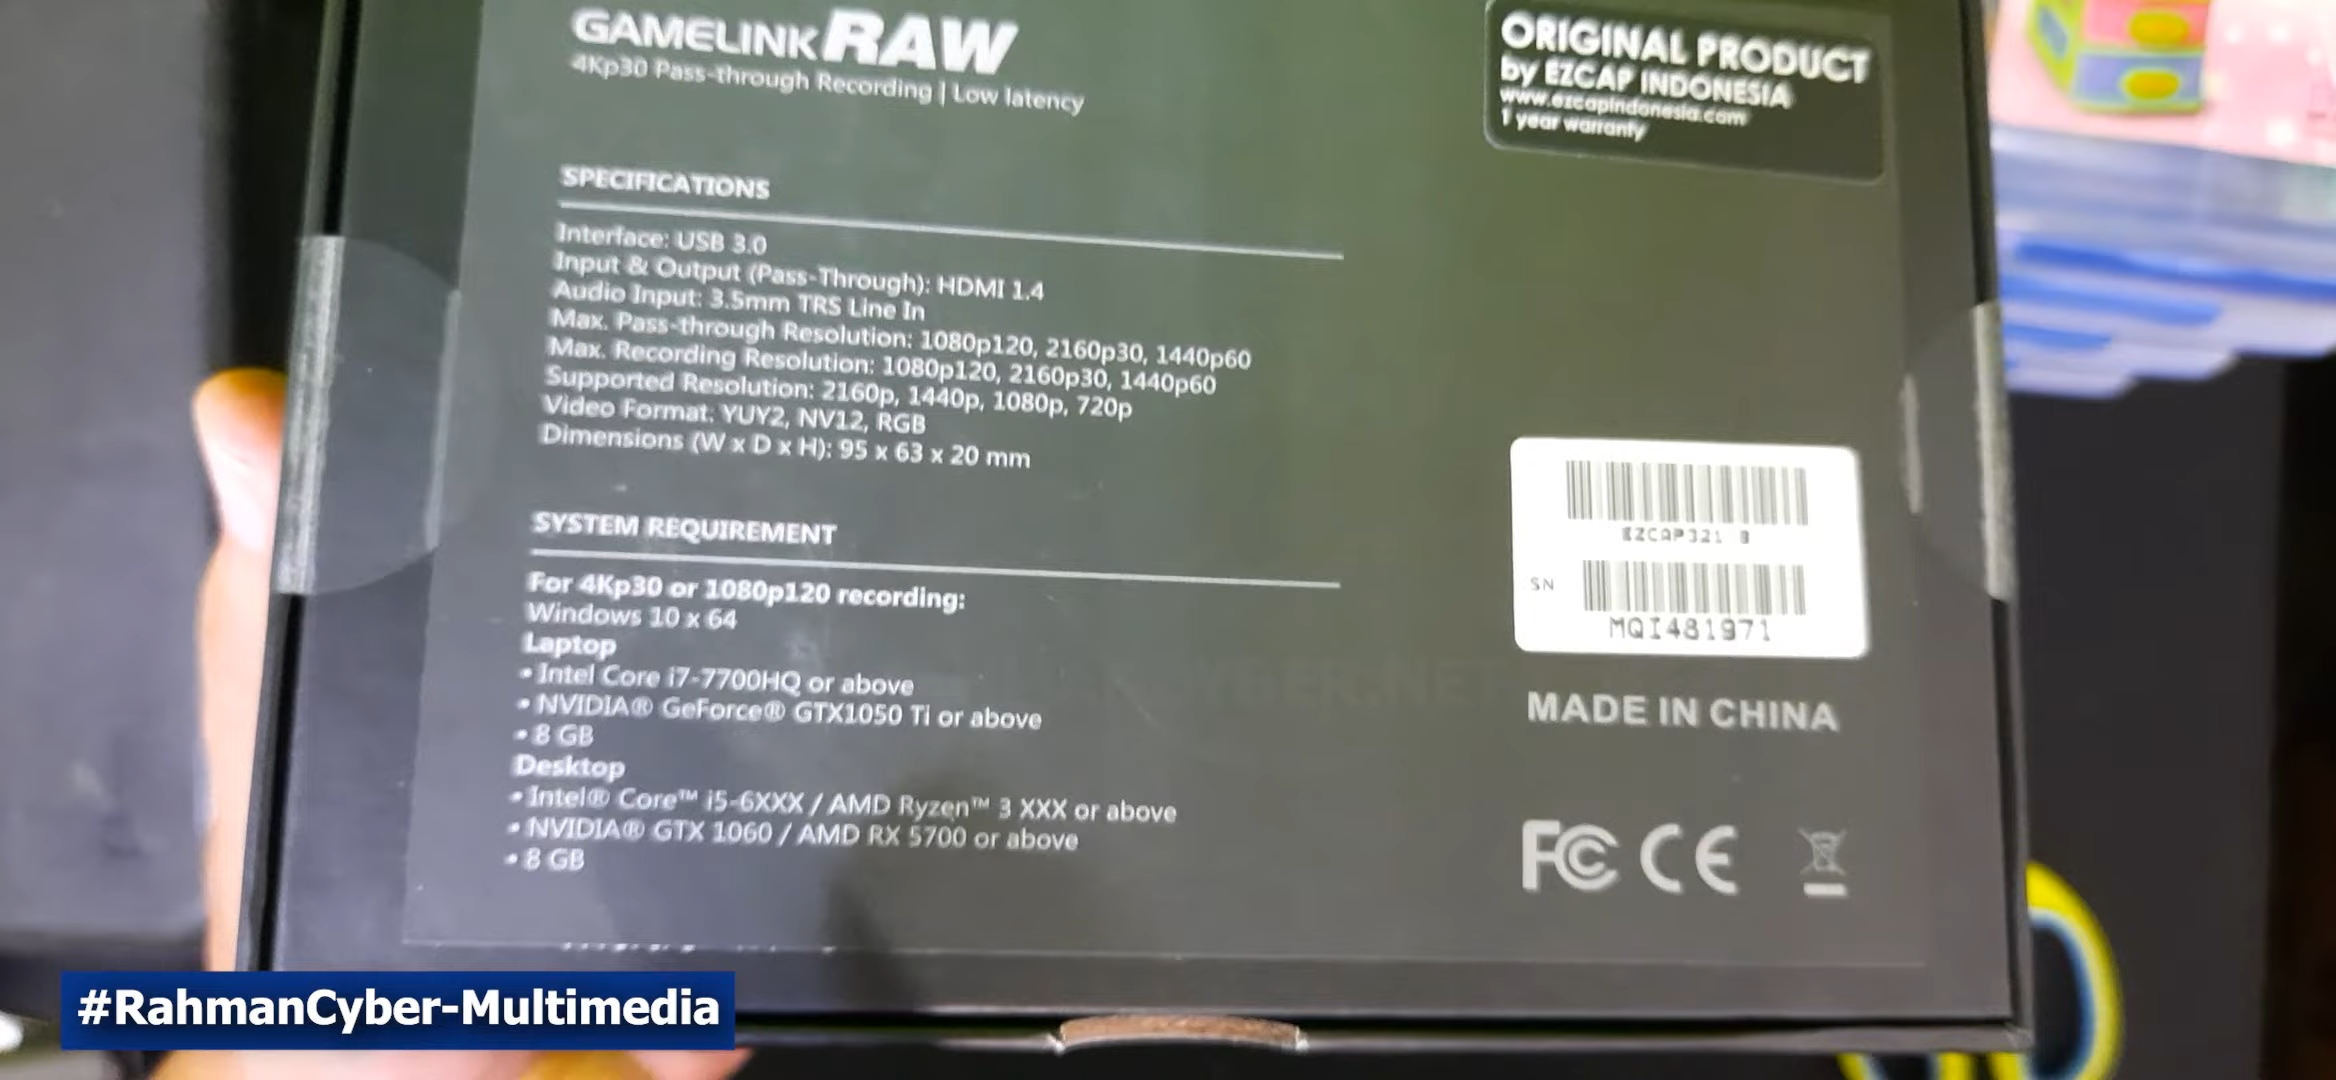 GAMELINK RAW
4Kp30 Pass-through Recording | Low latency
ORIGINAL PRODUCT
by EZCAP INDONESIA
www.ezcapindonesia.com
1 year warranty
SPECIFICATIONS
Interface: USB 3.0
Input & Output (Pass-Through): HDMI 1.4
Audio Input: 3.5mm TRS Line In
Max. Pass-through Resolution: 1080p120, 2160p30, 1440p60
Max. Recording Resolution: 1080p120, 2160p30, 1440p60
Supported Resolution: 2160p, 1440p, 1080p, 720p
Video Format: YUY2, NV12, RGB
Dimensions (W x D x H): 95 x 63 x 20 mm
SYSTEM REQUIREMENT
For 4Kp30 or 1080p120 recording:
Windows 10 x 64
Laptop
• Intel Core i7-7700HQ or above
• NVIDIA® GeForce® GTX1050 Ti or above
• 8 GB
Desktop
• Intel® Core™ i5-6XXX / AMD Ryzen™ 3 XXX or above
• NVIDIA® GTX 1060 / AMD RX 5700 or above
• 8 GB
EZCAP321 B
SN
MQI481971
MADE IN CHINA
FC CE
#RahmanCyber-Multimedia